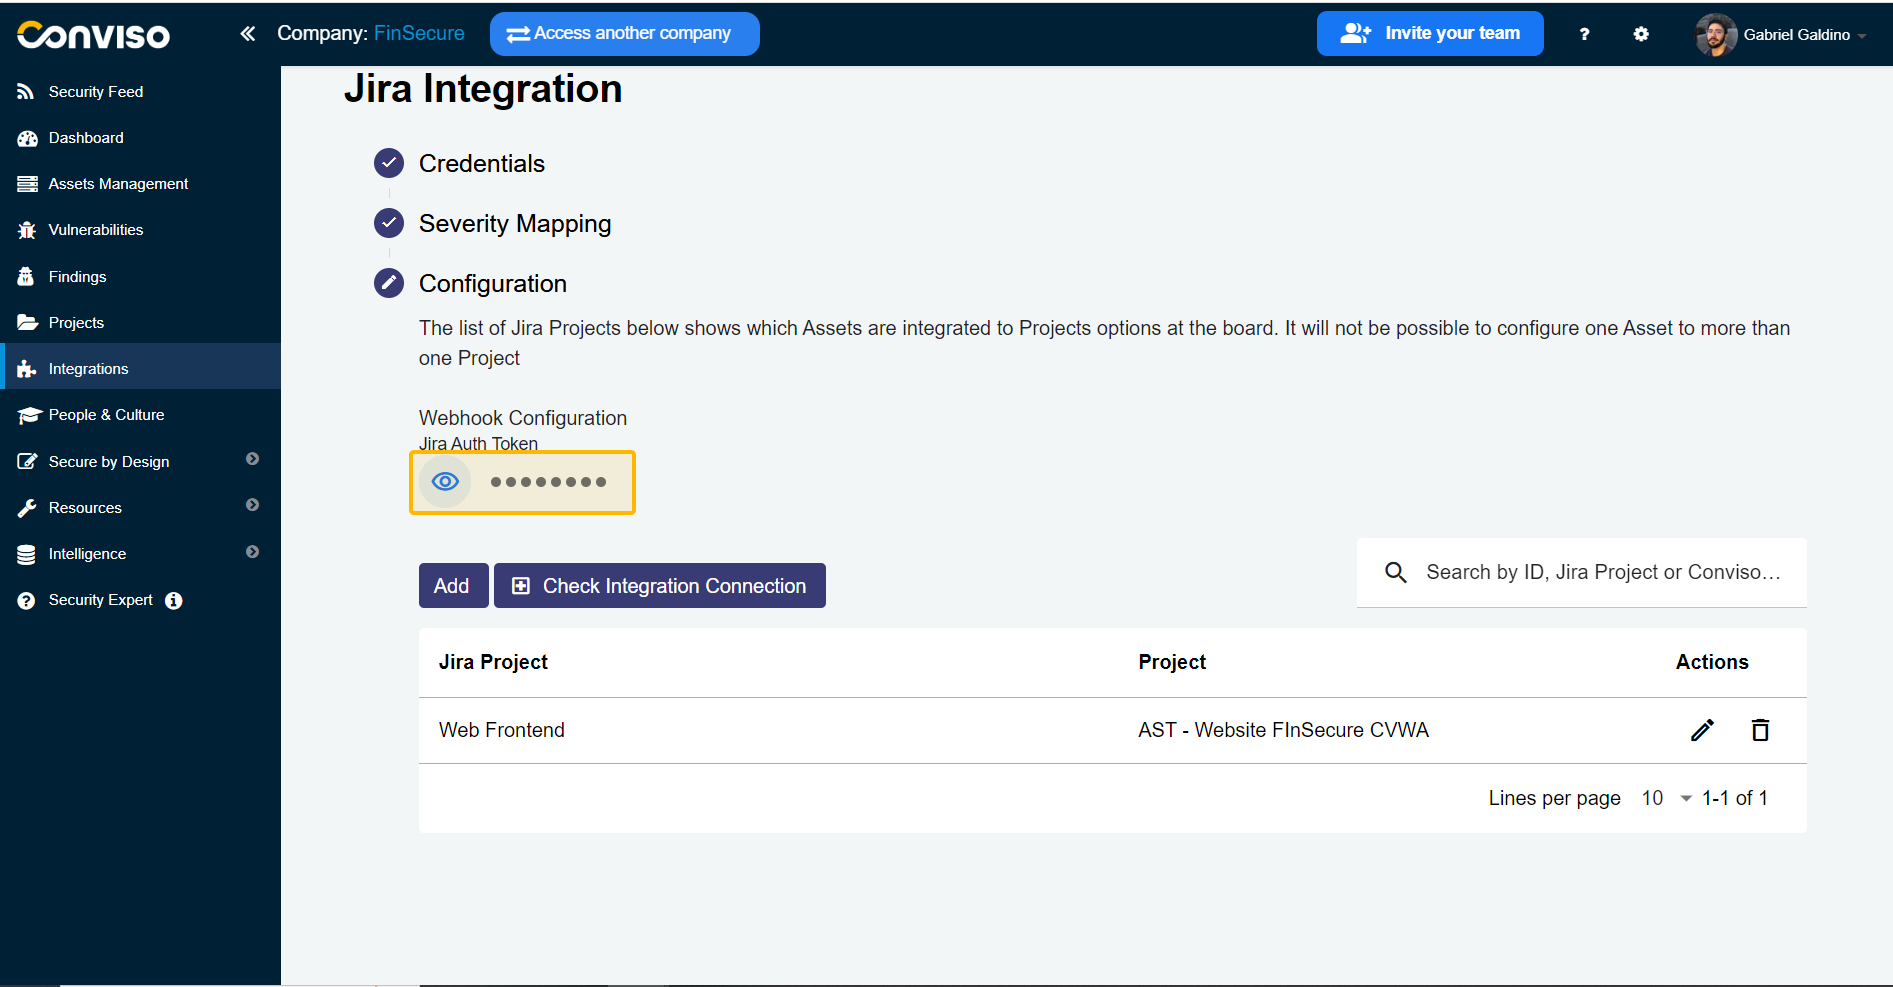 Conviso
Company: FinSecure
Access another company
Invite your team
?
Gabriel Galdino
Security Feed
Dashboard
Assets Management
Vulnerabilities
Findings
Projects
Integrations
People & Culture
Secure by Design
Resources
Intelligence
Security Expert
Jira Integration
Credentials
Severity Mapping
Configuration
The list of Jira Projects below shows which Assets are integrated to Projects options at the board. It will not be possible to configure one Asset to more than
one Project
Webhook Configuration
Jira Auth Token
••••••••
Add
Check Integration Connection
Search by ID, Jira Project or Conviso...
Jira Project Project Actions
Web Frontend AST - Website FInSecure CVWA
Lines per page 10 1-1 of 1